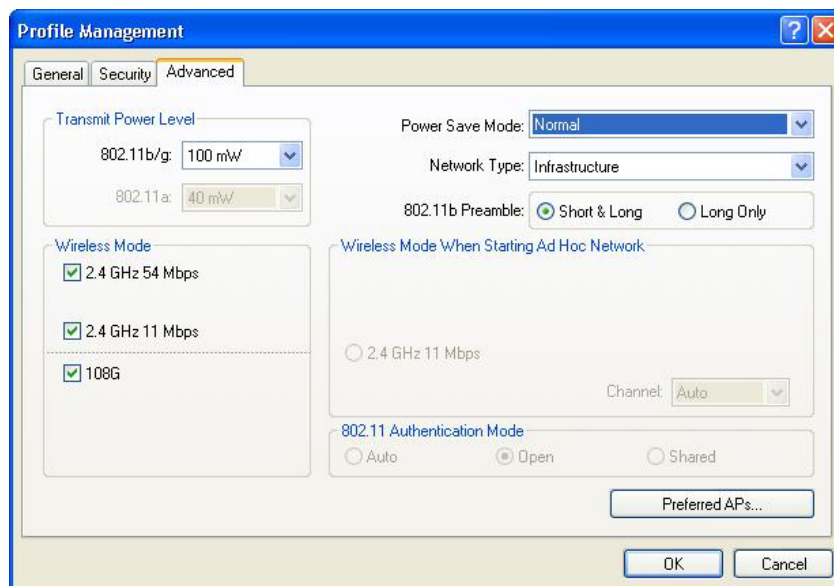 Profile Management
General Security Advanced
Transmit Power Level
802.11b/g: 100 mW
802.11a: 40 mW
Power Save Mode: Normal
Network Type: Infrastructure
802.11b Preamble: Short & Long Long Only
Wireless Mode
2.4 GHz 54 Mbps
2.4 GHz 11 Mbps
108G
Wireless Mode When Starting Ad Hoc Network
2.4 GHz 11 Mbps
Channel: Auto
802.11 Authentication Mode
Auto Open Shared
Preferred APs...
OK Cancel